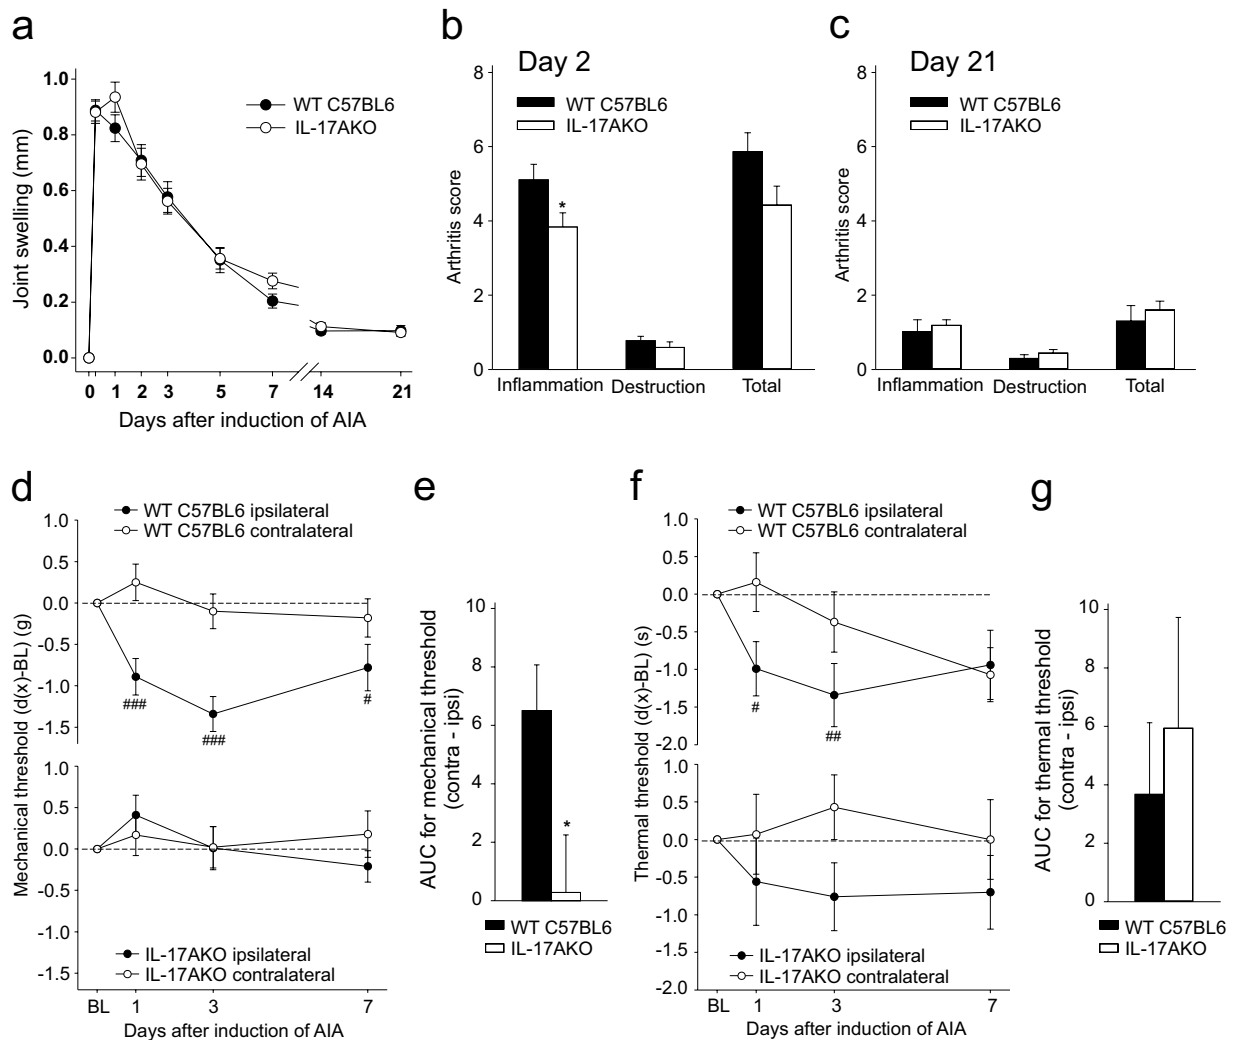 a
Joint swelling (mm)
1.0
0.8
0.6
0.4
0.2
0.0
WT C57BL6
IL-17AKO
0 1 2 3 5 7 14 21
Days after induction of AIA
b
Day 2
Arthritis score
8
6
4
2
0
WT C57BL6
IL-17AKO
*
Inflammation Destruction Total
c
Day 21
Arthritis score
8
6
4
2
0
WT C57BL6
IL-17AKO
Inflammation Destruction Total
d
WT C57BL6 ipsilateral
WT C57BL6 contralateral
Mechanical threshold (d(x)-BL) (g)
1.0
0.5
0.0
-0.5
-1.0
-1.5
###
###
#
1.0
0.5
0.0
-0.5
-1.0
-1.5
IL-17AKO ipsilateral
IL-17AKO contralateral
BL 1 3 7
Days after induction of AIA
e
AUC for mechanical threshold
(contra - ipsi)
10
8
6
4
2
0
*
WT C57BL6
IL-17AKO
f
WT C57BL6 ipsilateral
WT C57BL6 contralateral
Thermal threshold (d(x)-BL) (s)
1.0
0.5
0.0
-0.5
-1.0
-1.5
-2.0
#
##
1.0
0.5
0.0
-0.5
-1.0
-1.5
-2.0
IL-17AKO ipsilateral
IL-17AKO contralateral
BL 1 3 7
Days after induction of AIA
g
AUC for thermal threshold
(contra - ipsi)
10
8
6
4
2
0
WT C57BL6
IL-17AKO